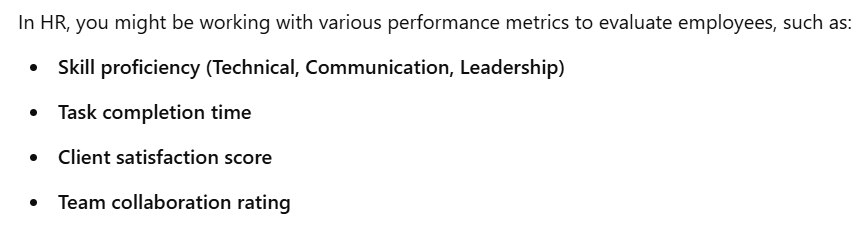 In HR, you might be working with various performance metrics to evaluate employees, such as:
• Skill proficiency (Technical, Communication, Leadership)
• Task completion time
• Client satisfaction score
• Team collaboration rating